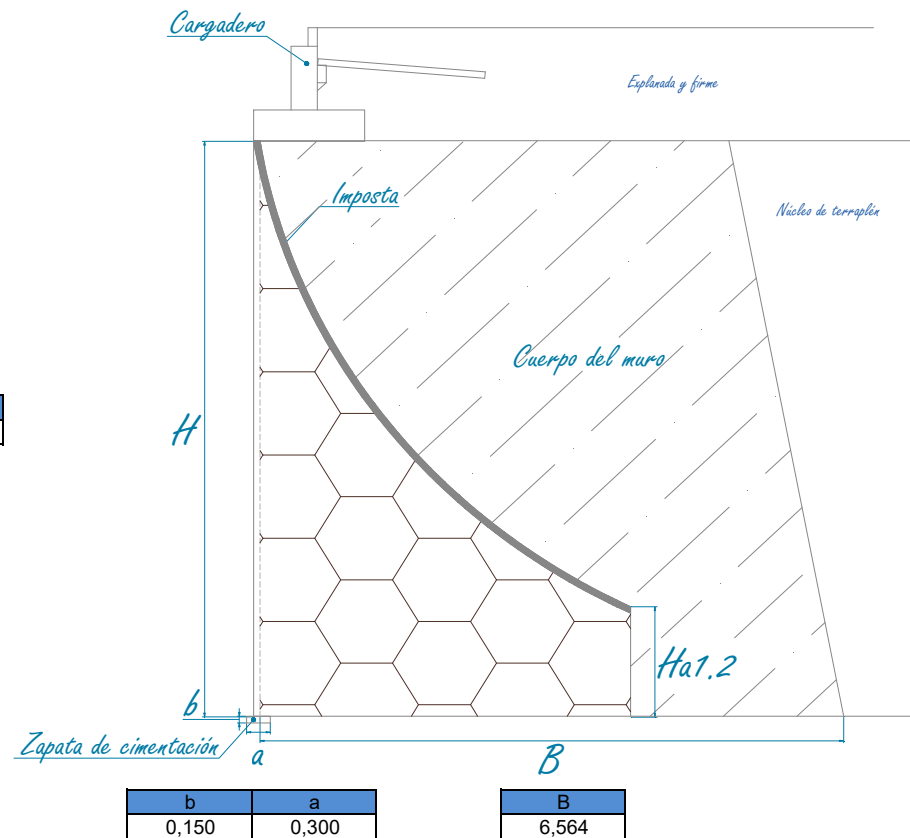 Cargadero
Explanada y firme
Imposta
Núcleo de terraplén
Cuerpo del muro
H
Ha1.2
b
Zapata de cimentación
a
B
b a
0,150 0,300
B
6,564